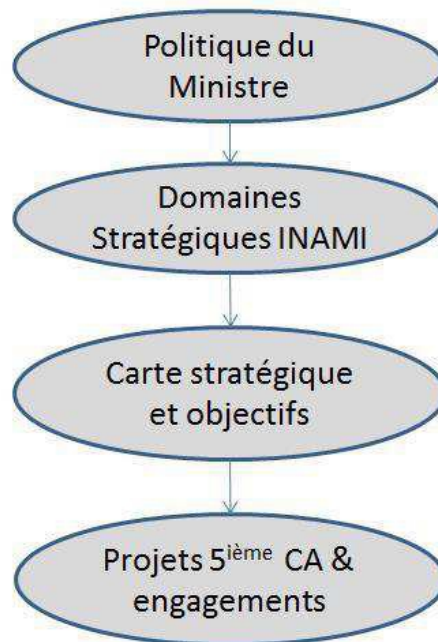 Politique du
Ministre
Domaines
Stratégiques INAMI
Carte stratégique
et objectifs
Projets 5ième CA &
engagements